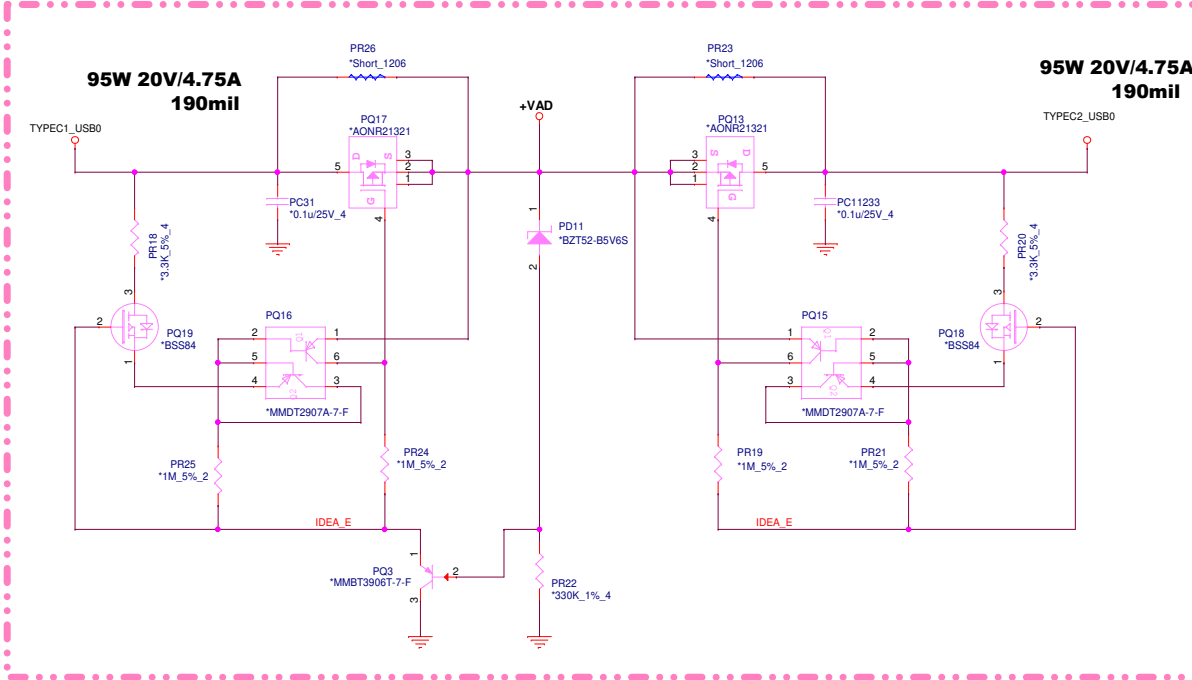 95W 20V/4.75A
190mil
TYPEC1_USB0
PR26
*Short_1206
PQ17
*AONR21321
D
S
G
5
3
2
1
4
PC31
*0.1u/25V_4
+VAD
PR23
*Short_1206
PQ13
*AONR21321
S
D
G
3
2
1
5
4
PC11233
*0.1u/25V_4
95W 20V/4.75A
190mil
TYPEC2_USB0
PR18
*3.3K_5%_4
PD11
*BZT52-B5V6S
1
2
PR20
*3.3K_5%_4
3
2
1
PQ19
*BSS84
PQ16
2
5
4
1
6
3
Q1
Q2
*MMDT2907A-7-F
PQ15
1
6
3
2
5
4
Q1
Q2
*MMDT2907A-7-F
3
2
1
PQ18
*BSS84
PR25
*1M_5%_2
PR24
*1M_5%_2
PR19
*1M_5%_2
PR21
*1M_5%_2
IDEA_E
IDEA_E
PQ3
*MMBT3906T-7-F
1
2
3
PR22
*330K_1%_4